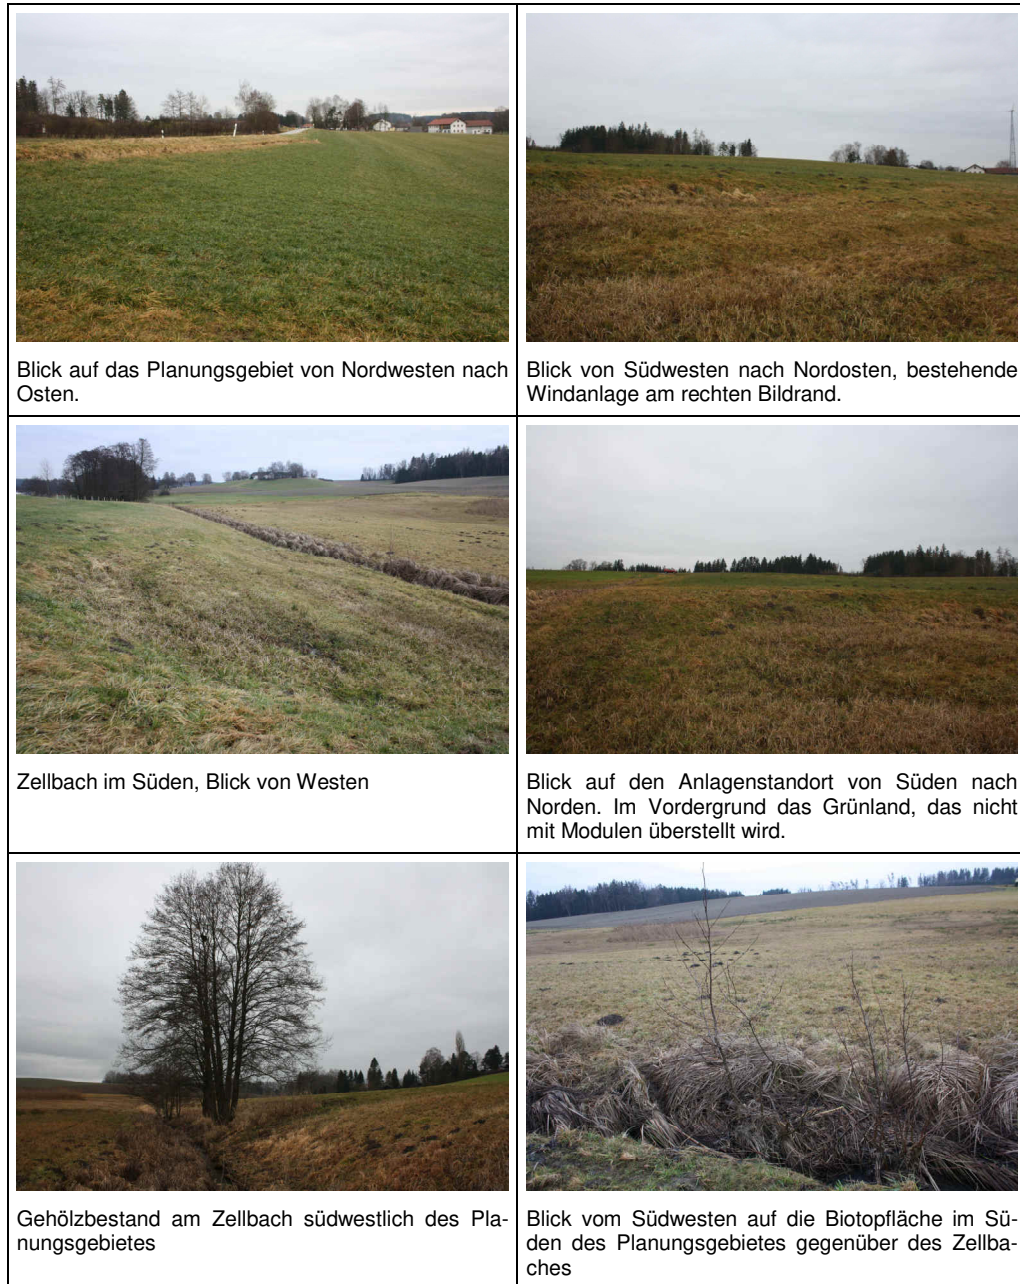 Blick auf das Planungsgebiet von Nordwesten nach
Osten.
Blick von Südwesten nach Nordosten, bestehende
Windanlage am rechten Bildrand.
Zellbach im Süden, Blick von Westen
Blick auf den Anlagenstandort von Süden nach
Norden. Im Vordergrund das Grünland, das nicht
mit Modulen überstellt wird.
Gehölzbestand am Zellbach südwestlich des Pla-
nungsgebietes
Blick vom Südwesten auf die Biotopfläche im Sü-
den des Planungsgebietes gegenüber des Zellba-
ches